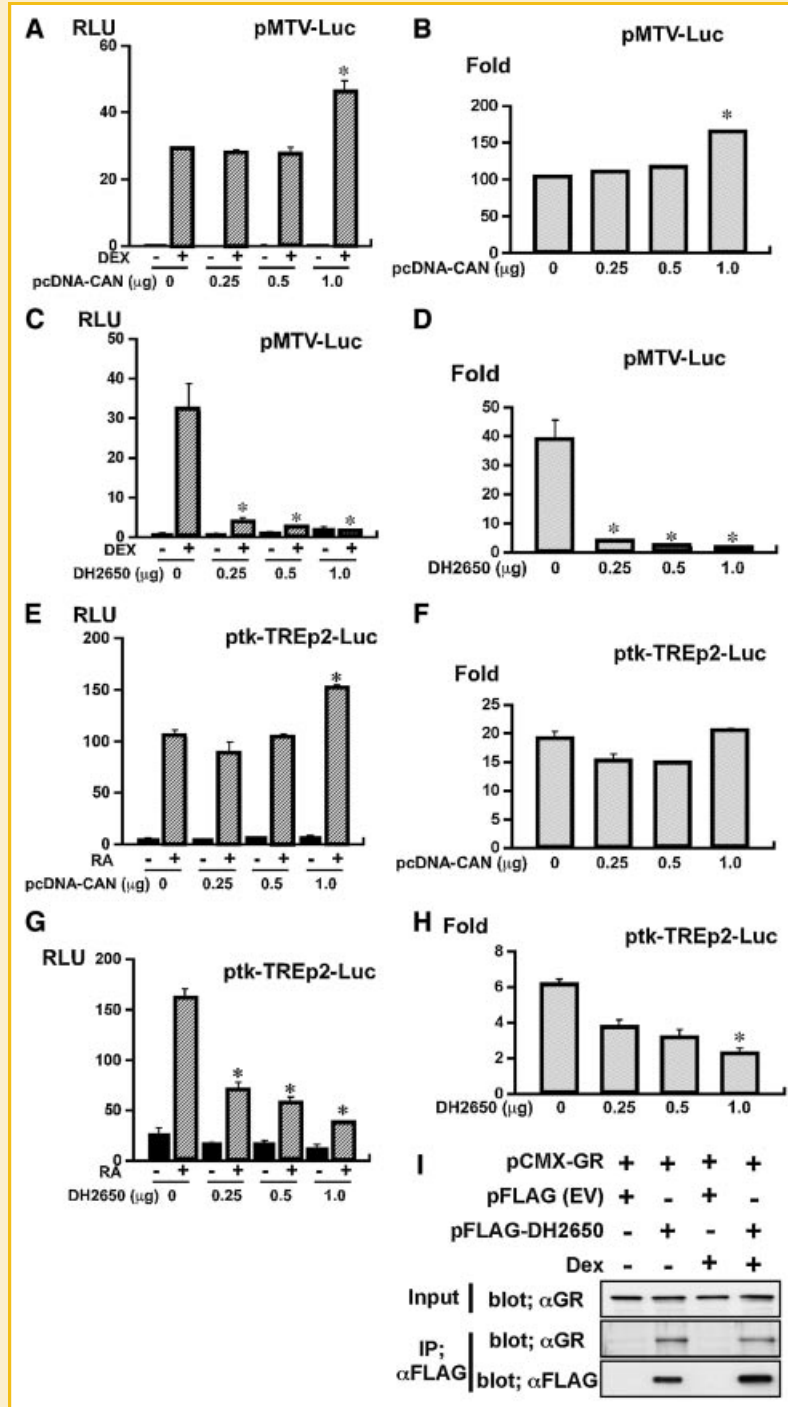 A
RLU
pMTV-Luc
60
40
20
0
DEX - + - + - + - +
pcDNA-CAN (μg) 0 0.25 0.5 1.0
*
B
pMTV-Luc
Fold
200
150
100
50
0
*
pcDNA-CAN (μg) 0 0.25 0.5 1.0
C
RLU
pMTV-Luc
50
40
30
20
10
0
* * *
DEX - + - + - + - +
DH2650 (μg) 0 0.25 0.5 1.0
D
pMTV-Luc
Fold
50
40
30
20
10
0
* * *
DH2650 (μg) 0 0.25 0.5 1.0
E
RLU
ptk-TREp2-Luc
200
150
100
50
0
*
RA - + - + - + - +
pcDNA-CAN (μg) 0 0.25 0.5 1.0
F
ptk-TREp2-Luc
Fold
25
20
15
10
5
0
pcDNA-CAN (μg) 0 0.25 0.5 1.0
G
RLU
ptk-TREp2-Luc
200
150
100
50
0
* * *
RA - + - + - + - +
DH2650 (μg) 0 0.25 0.5 1.0
H
Fold
ptk-TREp2-Luc
8
6
4
2
0
*
DH2650 (μg) 0 0.25 0.5 1.0
I
pCMX-GR + + + +
pFLAG (EV) + - + -
pFLAG-DH2650 - + - +
Dex - - + +
Input blot; αGR
IP; αFLAG
blot; αGR
blot; αFLAG